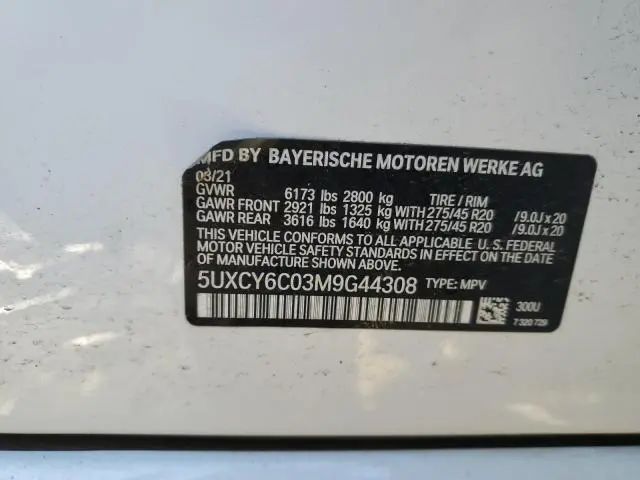 MFD BY BAYERISCHE MOTOREN WERKE AG
03/21
GVWR 6173 lbs 2800 kg TIRE / RIM
GAWR FRONT 2921 lbs 1325 kg WITH 275/45 R20 /9.0J x 20
GAWR REAR 3616 lbs 1640 kg WITH 275/45 R20 /9.0J x 20
THIS VEHICLE CONFORMS TO ALL APPLICABLE U. S. FEDERAL
MOTOR VEHICLE SAFETY STANDARDS IN EFFECT ON THE
DATE OF MANUFACTURE SHOWN ABOVE.
5UXCY6C03M9G44308 TYPE: MPV
300U
7 320 729